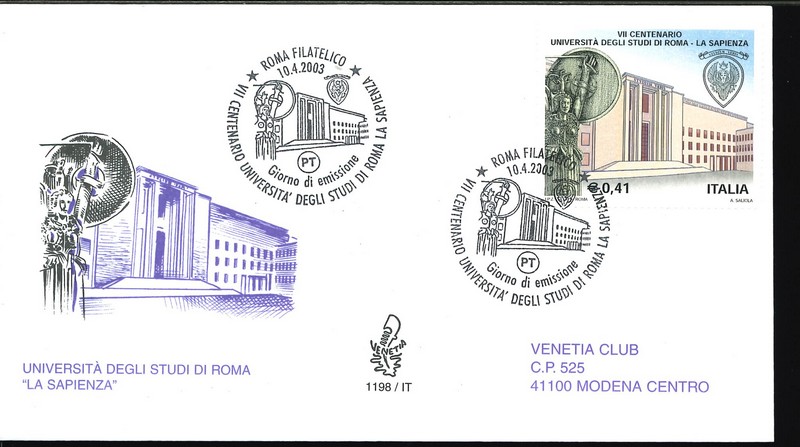 ROMA FILATELICO
10.4.2003
VII CENTENARIO UNIVERSITA' DEGLI STUDI DI ROMA LA SAPIENZA
PT
Giorno di emissione
VII CENTENARIO
UNIVERSITÀ DEGLI STUDI DI ROMA - LA SAPIENZA
€0,41
ITALIA
A. SALIOLA
ROMA FILATELICO
10.4.2003
VII CENTENARIO UNIVERSITA' DEGLI STUDI DI ROMA LA SAPIENZA
PT
Giorno di emissione
UNIVERSITÀ DEGLI STUDI DI ROMA
"LA SAPIENZA"
VENETIA
1198 / IT
VENETIA CLUB
C.P. 525
41100 MODENA CENTRO